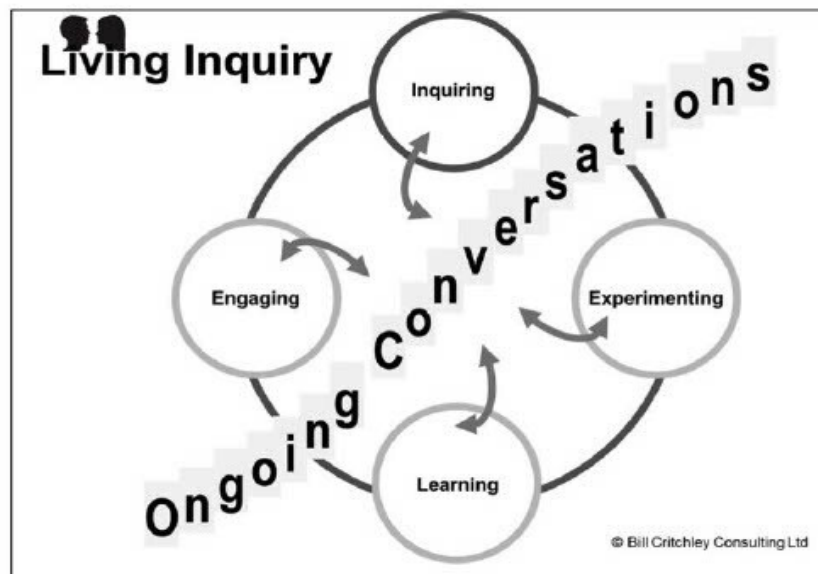 Living Inquiry
Inquiring
Ongoing Conversations
Engaging
Experimenting
Learning
© Bill Critchley Consulting Ltd